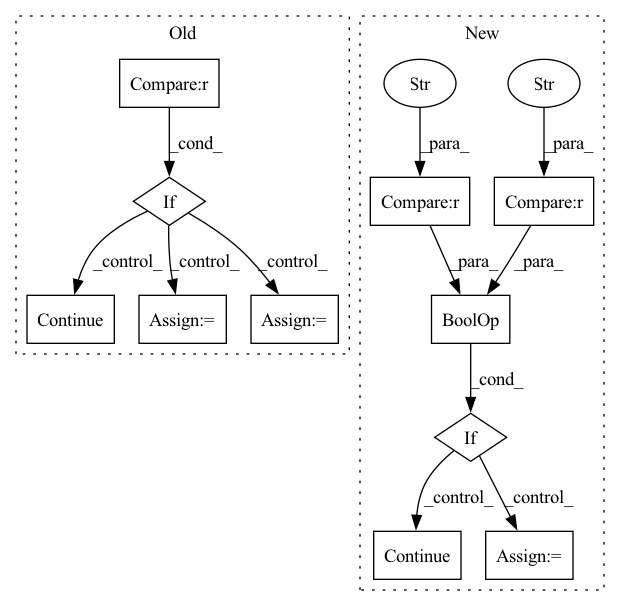 Old
New
Compare:r
Str
Str
_cond_
_para_
_para_
If
Compare:r
Compare:r
_control_
_control_
_control_
_para_
_para_
Continue
Assign:=
Assign:=
BoolOp
_cond_
If
_control_
_control_
Continue
Assign:=